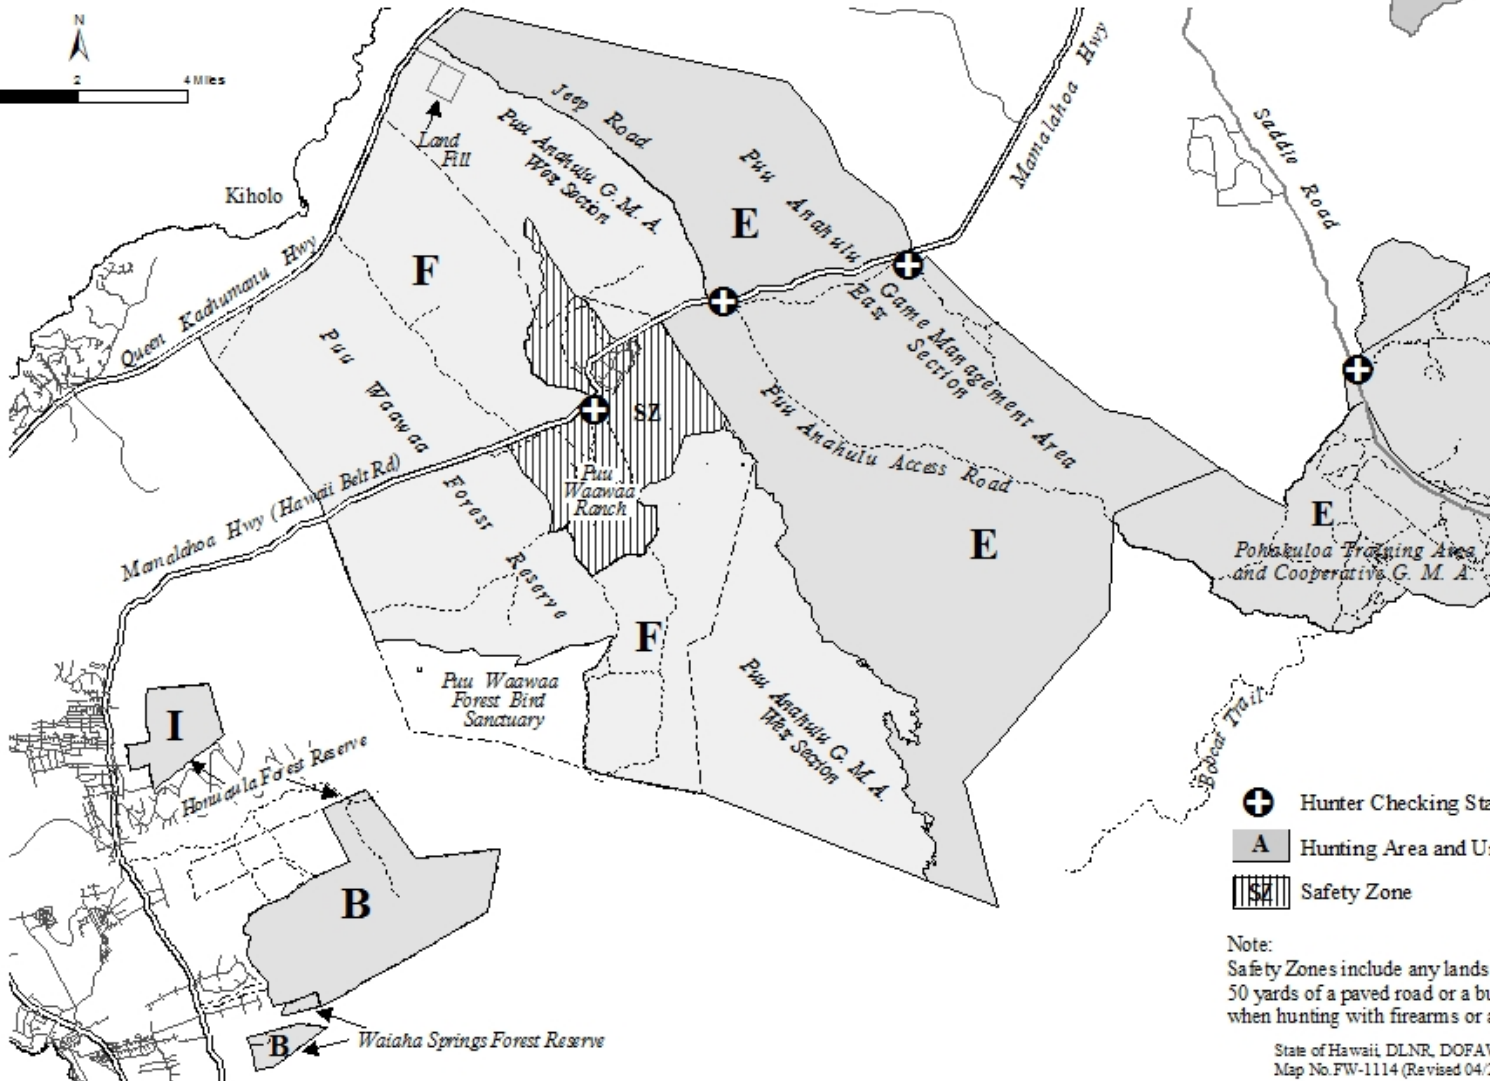 N
2
4 Miles
Mamalahoa Hwy
Saddle Road
Jeep Road
Land
Fill
Puu Anahulu G. M. A.
West Section
Kiholo
Queen Kaahumanu Hwy
F
E
Puu Anahulu Game Management Area
East Section
Puu Waawaa Forest Reserve
SZ
Puu
Waawaa
Ranch
Puu Anahulu Access Road
Mamalahoa Hwy (Hawaii Belt Rd)
E
E
Pohakuloa Training Area
and Cooperative G. M. A.
F
Puu Waawaa
Forest Bird
Sanctuary
Puu Anahulu G. M. A.
West Section
Bobcat Trail
I
Honuaula Forest Reserve
B
B
Waiaha Springs Forest Reserve
Hunter Checking Sta
A
Hunting Area and U
SZ
Safety Zone
Note:
Safety Zones include any lands
50 yards of a paved road or a bu
when hunting with firearms or a
State of Hawaii, DLNR, DOFAW
Map No.FW-1114 (Revised 04/